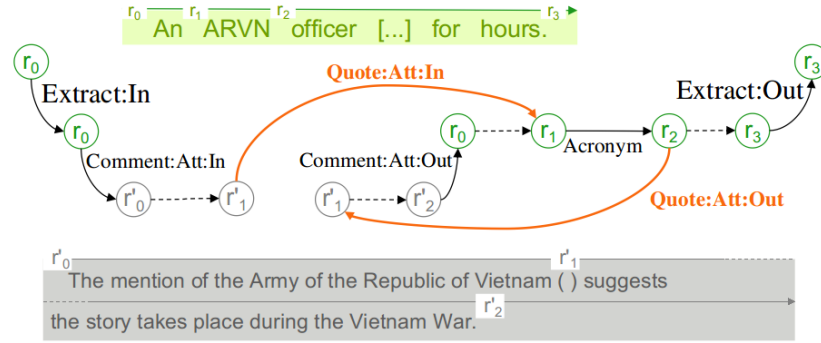 r₀ r₁ r₂ r₃
An ARVN officer [...] for hours.
r₀ Quote:Att:In r₃
Extract:In Extract:Out
r₀ r₀ r₁ r₂ r₃
Acronym
Comment:Att:In Comment:Att:Out
r'₀ r'₁ r'₁ r'₂
Quote:Att:Out
r'₀ r'₁
The mention of the Army of the Republic of Vietnam ( ) suggests
r'₂
the story takes place during the Vietnam War.